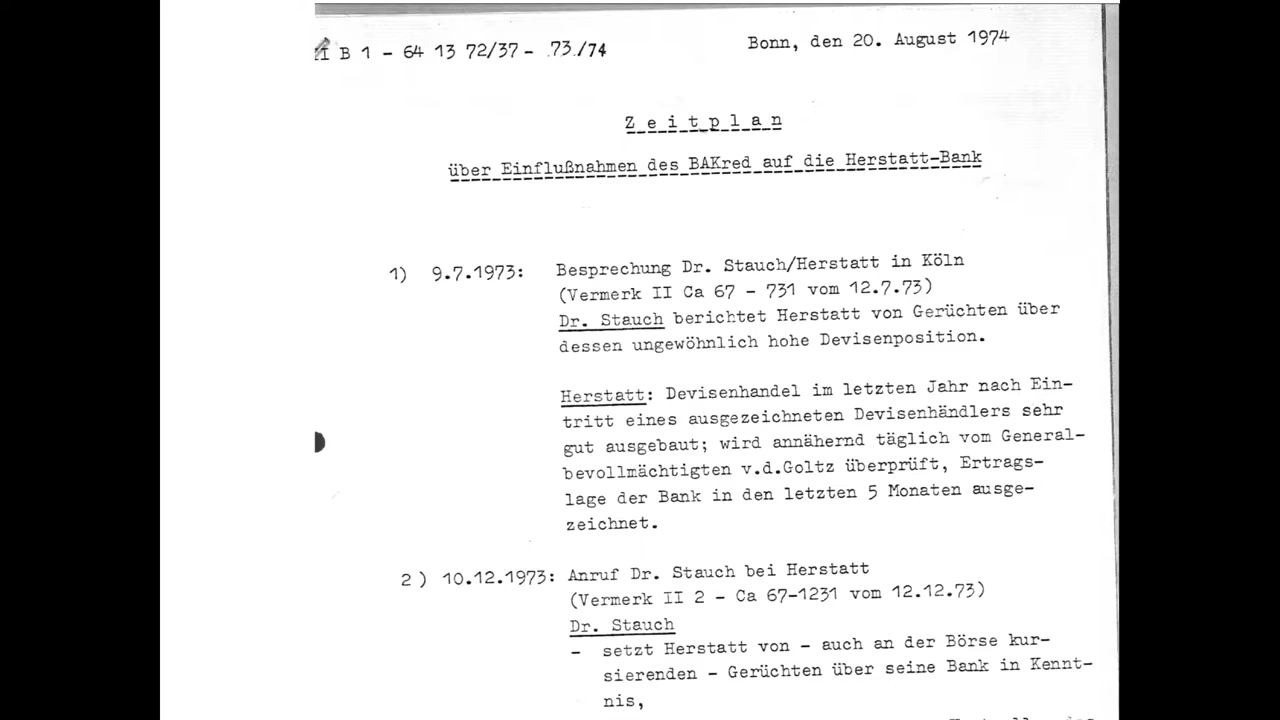 II B 1 - 64 13 72/37 - 73/74
Bonn, den 20. August 1974
Zeitplan
über Einflußnahmen des BAKred auf die Herstatt-Bank
1) 9.7.1973: Besprechung Dr. Stauch/Herstatt in Köln
(Vermerk II Ca 67 - 731 vom 12.7.73)
Dr. Stauch berichtet Herstatt von Gerüchten über
dessen ungewöhnlich hohe Devisenposition.
Herstatt: Devisenhandel im letzten Jahr nach Ein-
tritt eines ausgezeichneten Devisenhändlers sehr
gut ausgebaut; wird annähernd täglich vom General-
bevollmächtigten v.d.Goltz überprüft, Ertrags-
lage der Bank in den letzten 5 Monaten ausge-
zeichnet.
2) 10.12.1973: Anruf Dr. Stauch bei Herstatt
(Vermerk II 2 - Ca 67-1231 vom 12.12.73)
Dr. Stauch
- setzt Herstatt von - auch an der Börse kur-
sierenden - Gerüchten über seine Bank in Kennt-
nis,